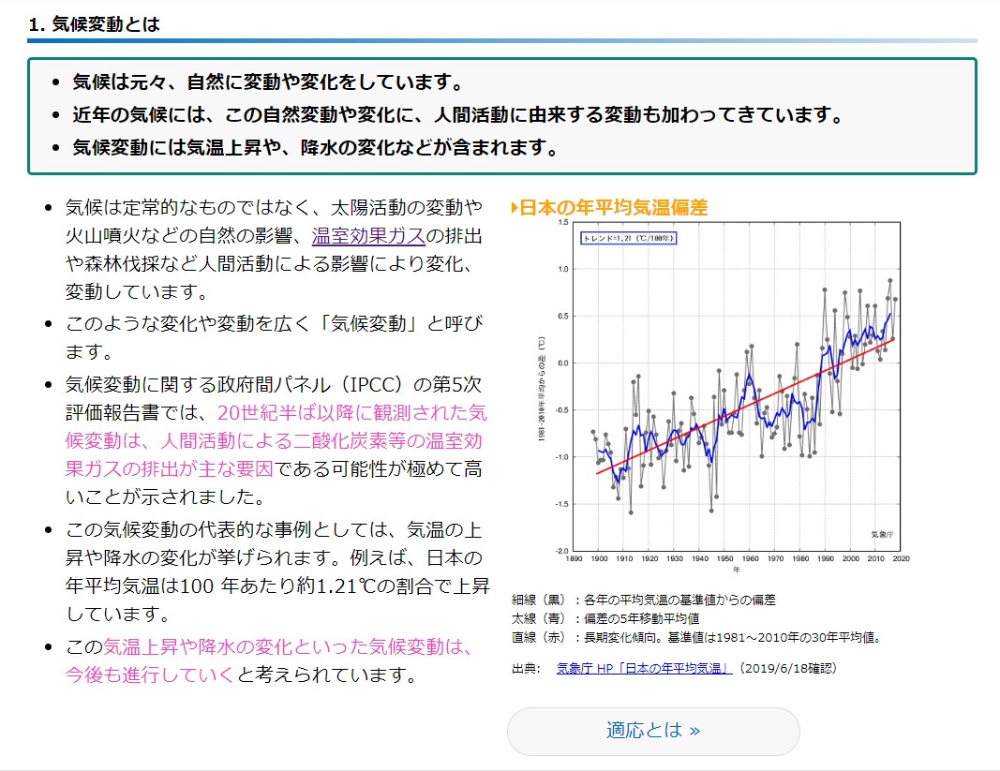 1. 気候変動とは
• 気候は元々、自然に変動や変化をしています。
• 近年の気候には、この自然変動や変化に、人間活動に由来する変動も加わってきています。
• 気候変動には気温上昇や、降水の変化などが含まれます。
• 気候は定常的なものではなく、太陽活動の変動や
火山噴火などの自然の影響、温室効果ガスの排出
や森林伐採など人間活動による影響により変化、
変動しています。
• このような変化や変動を広く「気候変動」と呼び
ます。
• 気候変動に関する政府間パネル（IPCC）の第5次
評価報告書では、20世紀半ば以降に観測された気
候変動は、人間活動による二酸化炭素等の温室効
果ガスの排出が主な要因である可能性が極めて高
いことが示されました。
• この気候変動の代表的な事例としては、気温の上
昇や降水の変化が挙げられます。例えば、日本の
年平均気温は100 年あたり約1.21℃の割合で上昇
しています。
• この気温上昇や降水の変化といった気候変動は、
今後も進行していくと考えられています。
日本の年平均気温偏差
トレンド=1.21 (℃/100年)
1981-2010年平均からの差 (℃)
1.5
1.0
0.5
0.0
-0.5
-1.0
-1.5
-2.0
気象庁
1890 1900 1910 1920 1930 1940 1950 1960 1970 1980 1990 2000 2010 2020
年
細線（黒）：各年の平均気温の基準値からの偏差
太線（青）：偏差の5年移動平均値
直線（赤）：長期変化傾向。基準値は1981～2010年の30年平均値。
出典: 気象庁 HP「日本の年平均気温」（2019/6/18確認）
適応とは »